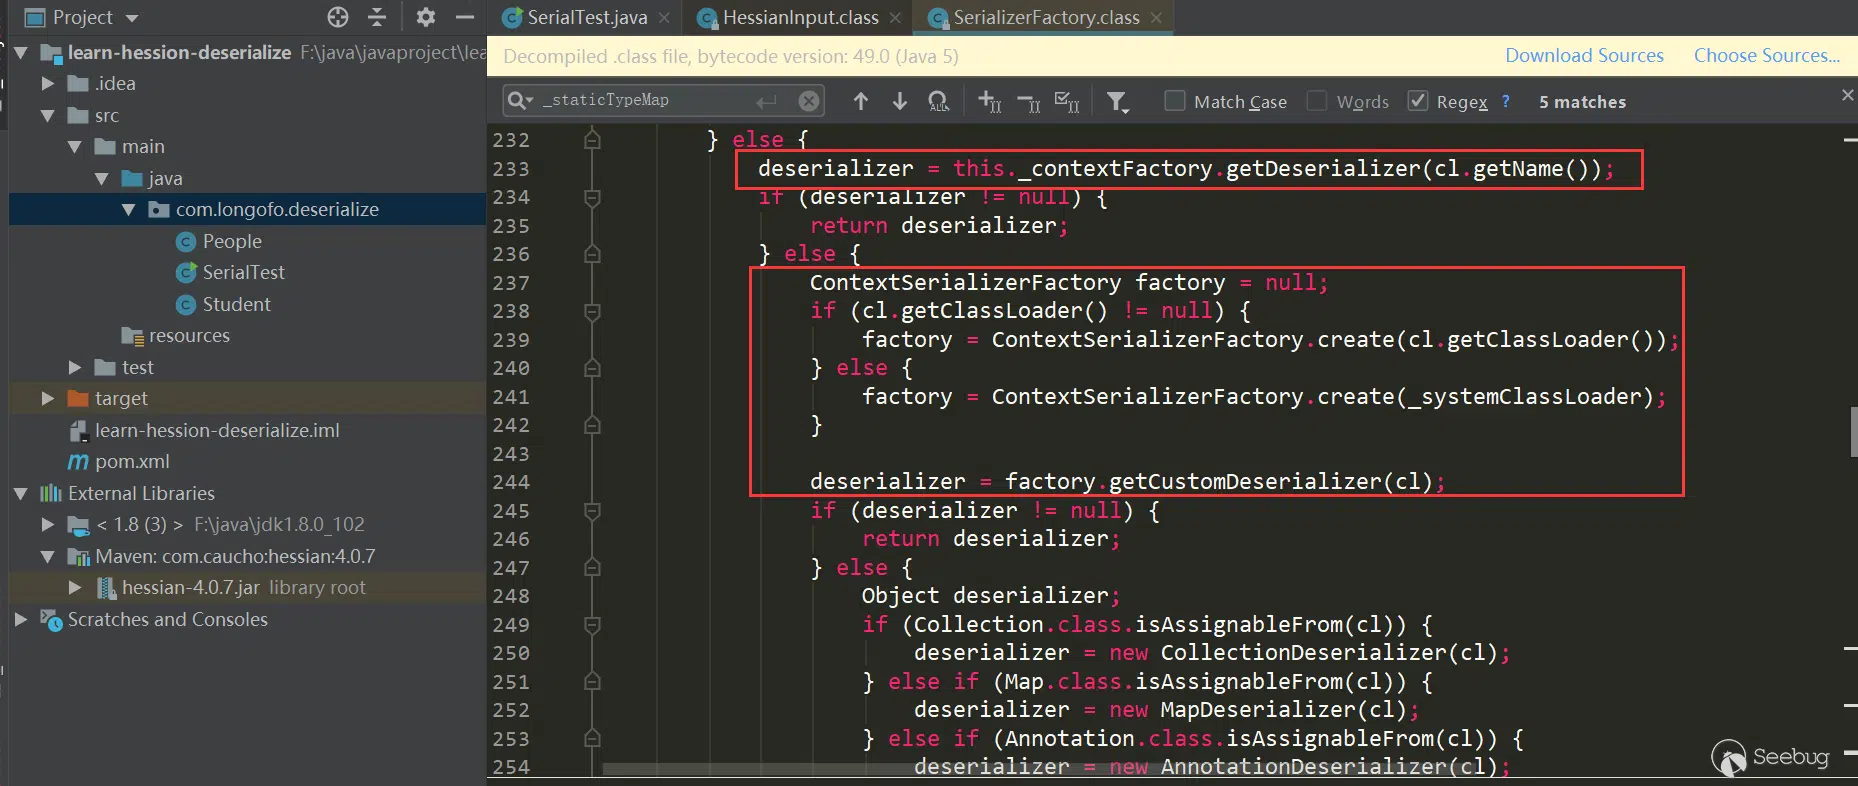 Project
learn-hession-deserialize F:\java\javaproject\lea
.idea
src
main
java
com.longofo.deserialize
People
SerialTest
Student
resources
test
target
learn-hession-deserialize.iml
pom.xml
External Libraries
< 1.8 (3) > F:\java\jdk1.8.0_102
Maven: com.caucho:hessian:4.0.7
hessian-4.0.7.jar library root
Scratches and Consoles
SerialTest.java HessianInput.class SerializerFactory.class
Decompiled .class file, bytecode version: 49.0 (Java 5) Download Sources Choose Sources...
_staticTypeMap Match Case Words Regex ? 5 matches
232 } else {
233 deserializer = this._contextFactory.getDeserializer(cl.getName());
234 if (deserializer != null) {
235 return deserializer;
236 } else {
237 ContextSerializerFactory factory = null;
238 if (cl.getClassLoader() != null) {
239 factory = ContextSerializerFactory.create(cl.getClassLoader());
240 } else {
241 factory = ContextSerializerFactory.create(_systemClassLoader);
242 }
243
244 deserializer = factory.getCustomDeserializer(cl);
245 if (deserializer != null) {
246 return deserializer;
247 } else {
248 Object deserializer;
249 if (Collection.class.isAssignableFrom(cl)) {
250 deserializer = new CollectionDeserializer(cl);
251 } else if (Map.class.isAssignableFrom(cl)) {
252 deserializer = new MapDeserializer(cl);
253 } else if (Annotation.class.isAssignableFrom(cl)) {
254 deserializer = new AnnotationDeserializer(cl);
Seebug